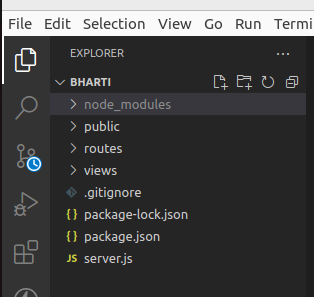 File Edit Selection View Go Run Termi
EXPLORER ...
BHARTI
node_modules
public
routes
views
.gitignore
{ } package-lock.json
{ } package.json
JS server.js